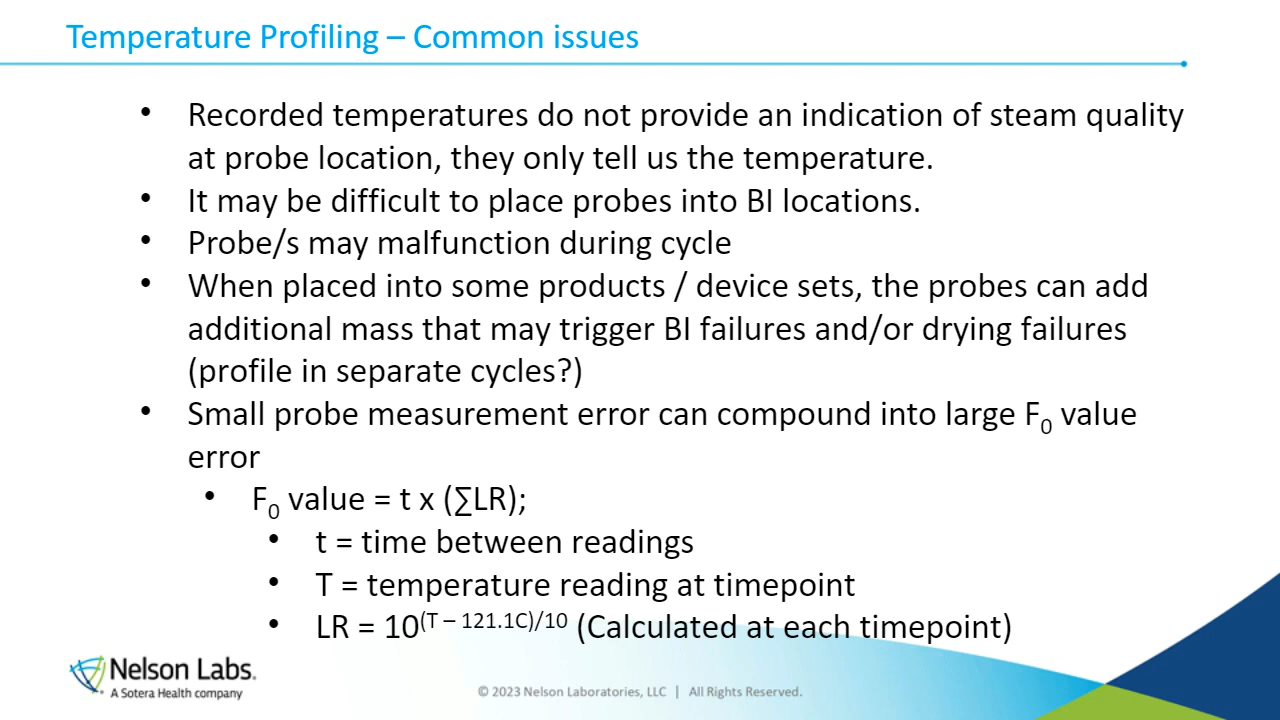 Temperature Profiling – Common issues
• Recorded temperatures do not provide an indication of steam quality
at probe location, they only tell us the temperature.
• It may be difficult to place probes into BI locations.
• Probe/s may malfunction during cycle
• When placed into some products / device sets, the probes can add
additional mass that may trigger BI failures and/or drying failures
(profile in separate cycles?)
• Small probe measurement error can compound into large F₀ value
error
• F₀ value = t x (∑LR);
• t = time between readings
• T = temperature reading at timepoint
• LR = 10^(T – 121.1C)/10 (Calculated at each timepoint)
Nelson Labs.
A Sotera Health company
© 2023 Nelson Laboratories, LLC | All Rights Reserved.